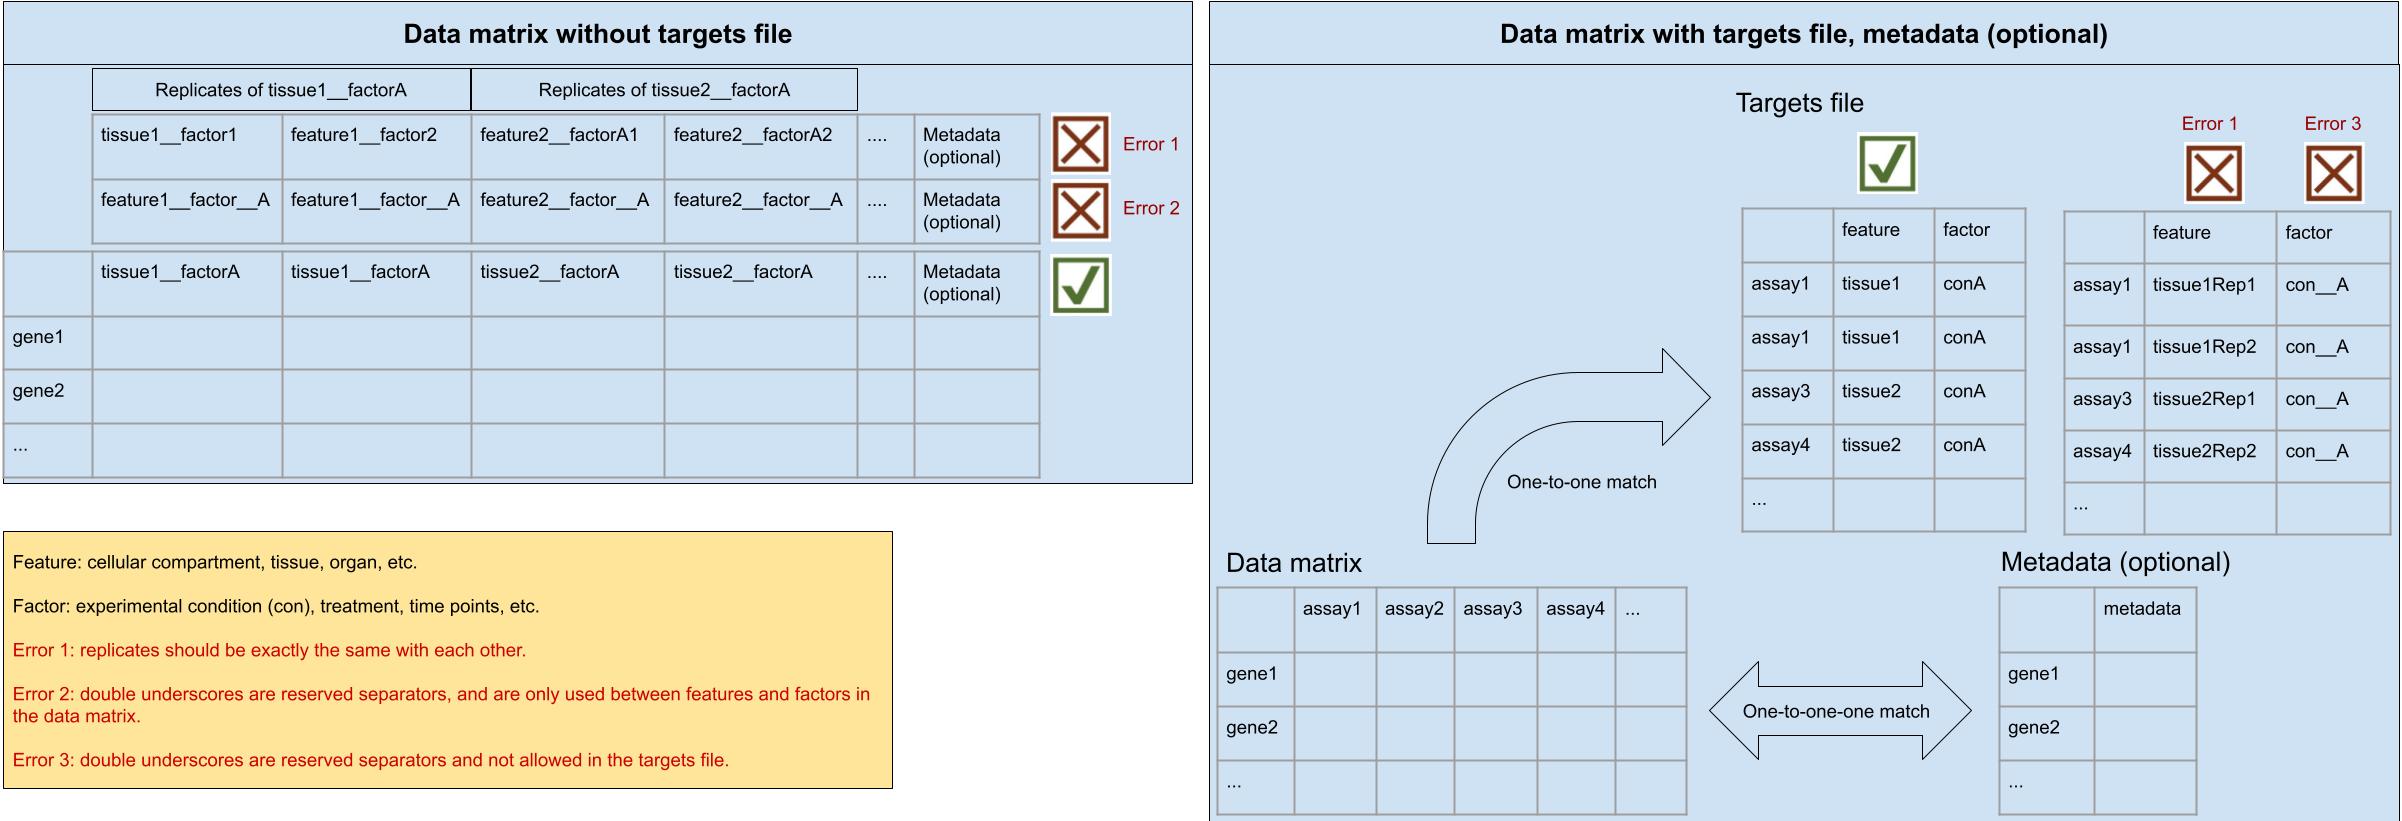 Data matrix without targets file
Replicates of tissue1__factorA
Replicates of tissue2__factorA
tissue1__factor1
feature1__factor2
feature2__factorA1
feature2__factorA2
....
Metadata
(optional)
Error 1
feature1__factor__A
feature1__factor__A
feature2__factor__A
feature2__factor__A
....
Metadata
(optional)
Error 2
tissue1__factorA
tissue1__factorA
tissue2__factorA
tissue2__factorA
....
Metadata
(optional)
gene1
gene2
...
Feature: cellular compartment, tissue, organ, etc.
Factor: experimental condition (con), treatment, time points, etc.
Error 1: replicates should be exactly the same with each other.
Error 2: double underscores are reserved separators, and are only used between features and factors in
the data matrix.
Error 3: double underscores are reserved separators and not allowed in the targets file.
Data matrix with targets file, metadata (optional)
Targets file
Error 1
Error 3
feature
factor
assay1
tissue1
conA
assay1
tissue1
conA
assay3
tissue2
conA
assay4
tissue2
conA
...
feature
factor
assay1
tissue1Rep1
con__A
assay1
tissue1Rep2
con__A
assay3
tissue2Rep1
con__A
assay4
tissue2Rep2
con__A
...
One-to-one match
Data matrix
assay1
assay2
assay3
assay4
...
gene1
gene2
...
One-to-one-one match
Metadata (optional)
metadata
gene1
gene2
...